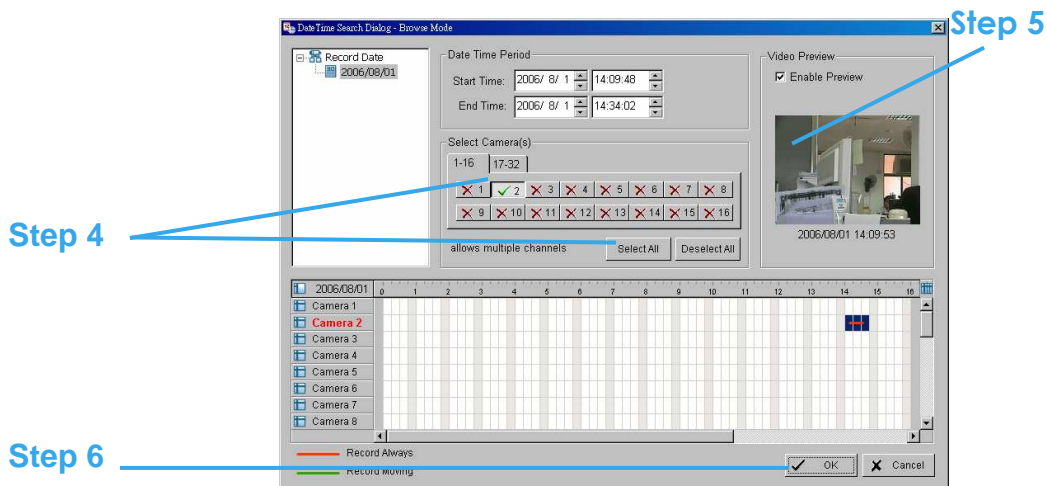 DateTime Search Dialog - Browse Mode
Step 5
Record Date
2006/08/01
Date Time Period
Start Time: 2006/ 8/ 1 14:09:48
End Time: 2006/ 8/ 1 14:34:02
Select Camera(s)
1-16 17-32
1 2 3 4 5 6 7 8
9 10 11 12 13 14 15 16
allows multiple channels Select All Deselect All
Video Preview
Enable Preview
2006/08/01 14:09:53
Step 4
2006/08/01 0 1 2 3 4 5 6 7 8 9 10 11 12 13 14 15 16
Camera 1
Camera 2
Camera 3
Camera 4
Camera 5
Camera 6
Camera 7
Camera 8
Step 6
Record Always
Record Moving
OK Cancel